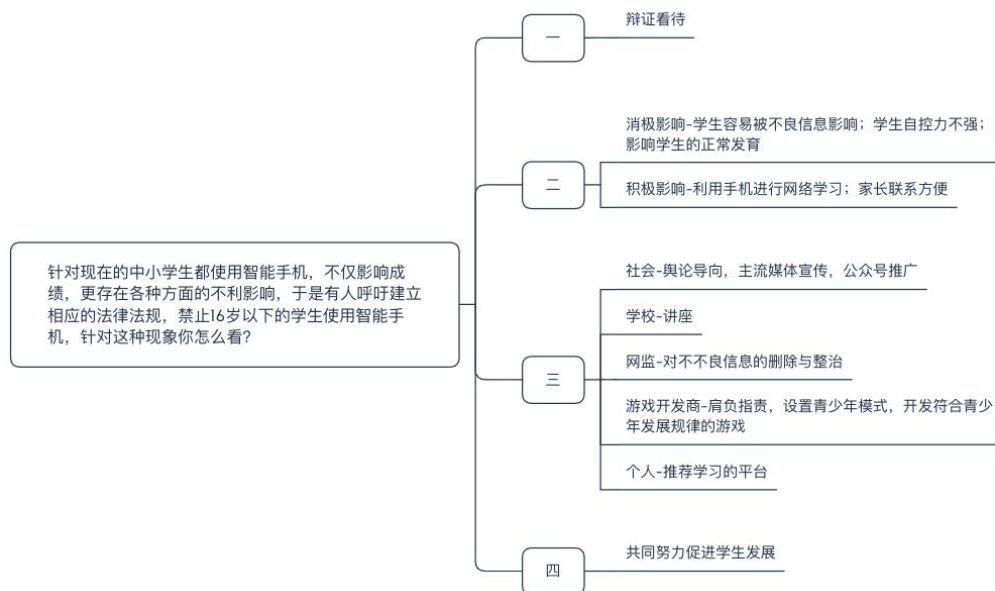 针对现在的中小学生都使用智能手机，不仅影响成
绩，更存在各种方面的不利影响，于是有人呼吁建立
相应的法律法规，禁止16岁以下的学生使用智能手
机，针对这种现象你怎么看？
一
辩证看待
二
消极影响-学生容易被不良信息影响；学生自控力不强；
影响学生的正常发育
积极影响-利用手机进行网络学习；家长联系方便
三
社会-舆论导向，主流媒体宣传，公众号推广
学校-讲座
网监-对不不良信息的删除与整治
游戏开发商-肩负指责，设置青少年模式，开发符合青少
年发展规律的游戏
个人-推荐学习的平台
四
共同努力促进学生发展